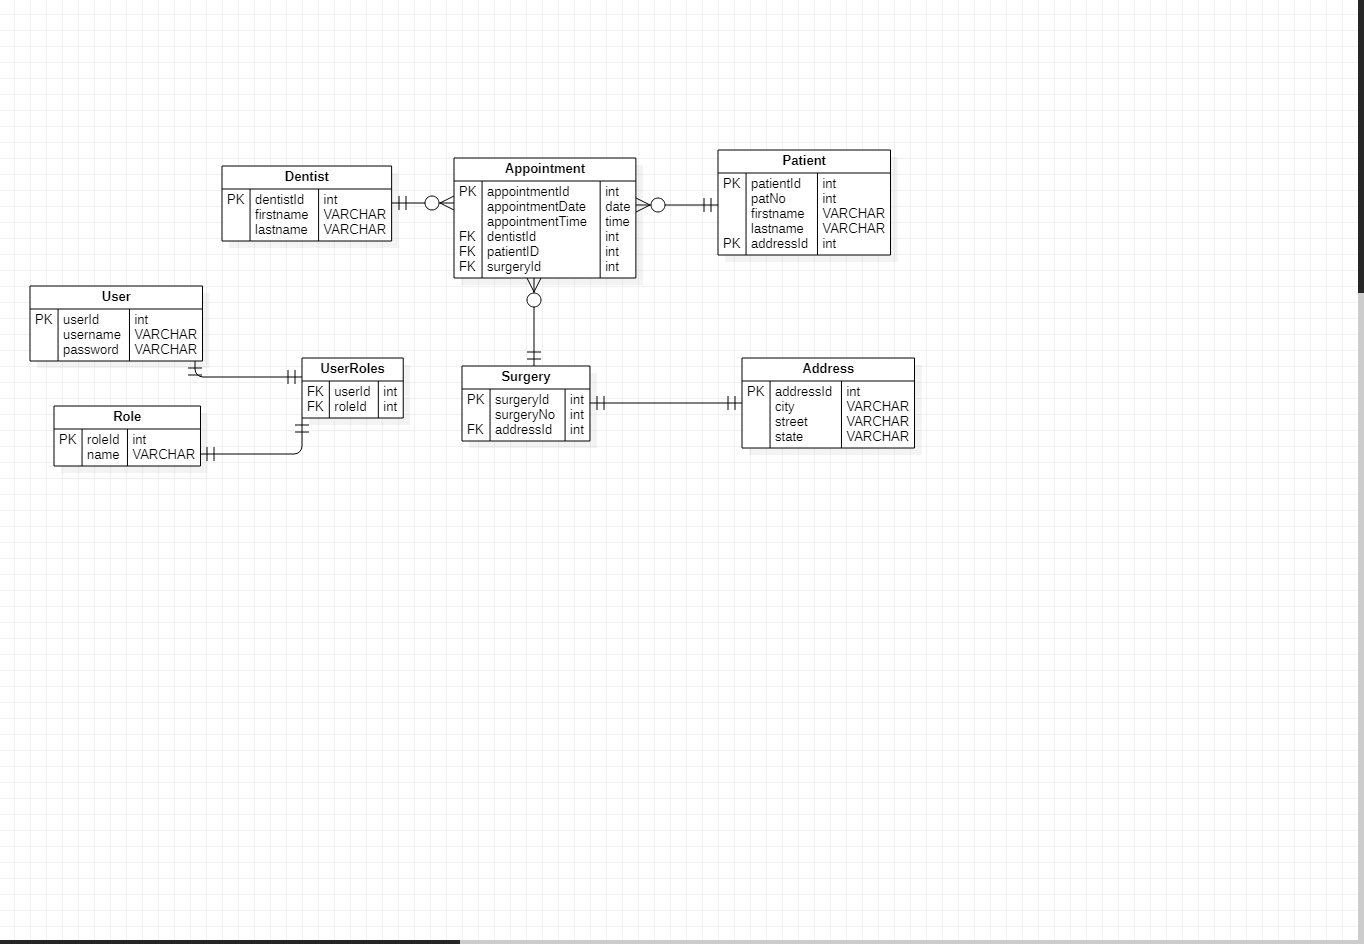 Dentist
PK dentistId int
firstname VARCHAR
lastname VARCHAR
Appointment
PK appointmentId int
appointmentDate date
appointmentTime time
FK dentistId int
FK patientID int
FK surgeryId int
Patient
PK patientId int
patNo int
firstname VARCHAR
lastname VARCHAR
PK addressId int
User
PK userId int
username VARCHAR
password VARCHAR
UserRoles
FK userId int
FK roleId int
Role
PK roleId int
name VARCHAR
Surgery
PK surgeryId int
surgeryNo int
FK addressId int
Address
PK addressId int
city VARCHAR
street VARCHAR
state VARCHAR